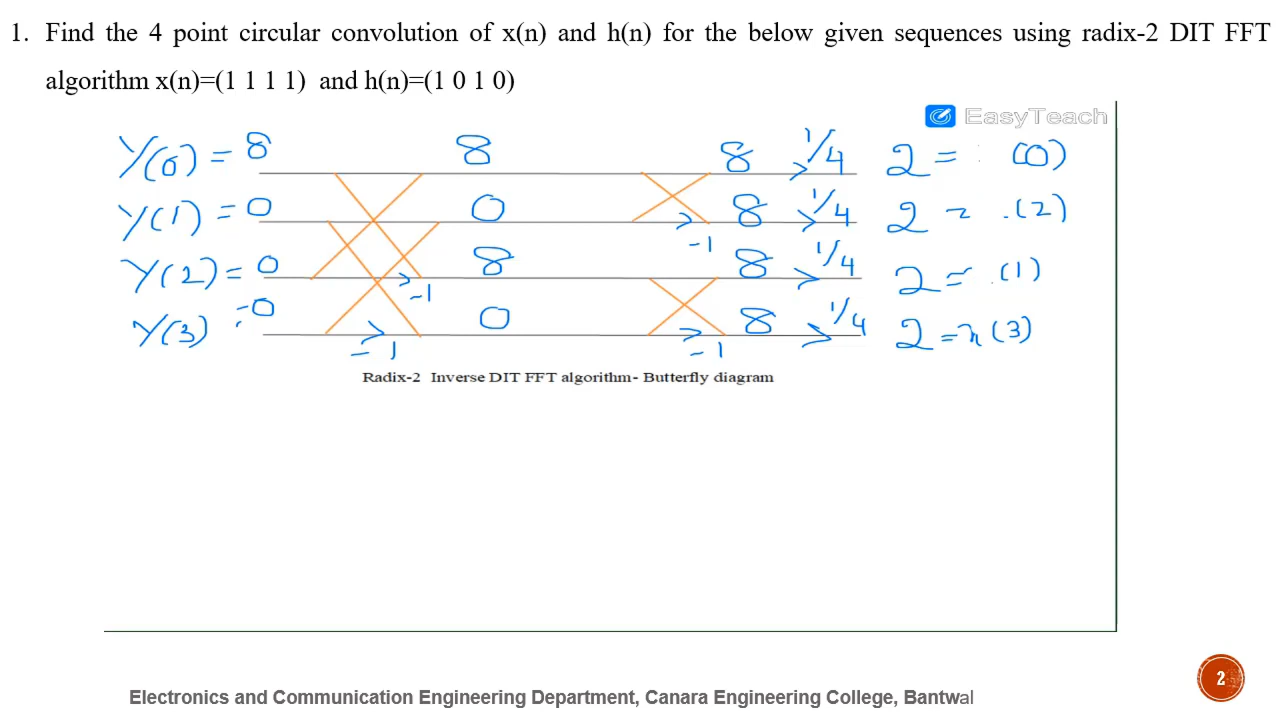 1. Find the 4 point circular convolution of x(n) and h(n) for the below given sequences using radix-2 DIT FFT
algorithm x(n)=(1 1 1 1) and h(n)=(1 0 1 0)
EasyTeach
Y(0) = 8 8 8 1/4 2 = (0)
Y(1) = 0 0 8 1/4 2 = (2)
-1
Y(2) = 0 8 8 1/4 2 = (1)
-1
Y(3) = 0 0 8 1/4 2 = x(3)
-1 -1
Radix-2 Inverse DIT FFT algorithm- Butterfly diagram
2
Electronics and Communication Engineering Department, Canara Engineering College, Bantwal